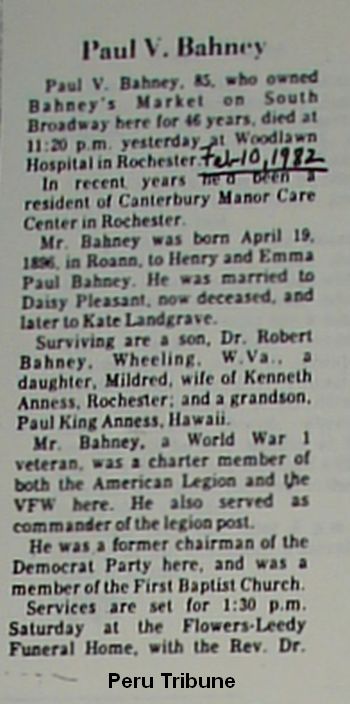 Paul V. Bahney
Paul V. Bahney, 85, who owned
Bahney's Market on South
Broadway here for 46 years, died at
11:20 p.m. yesterday at Woodlawn
Hospital in Rochester. Feb-10, 1982
In recent years he'd been a
resident of Canterbury Manor Care
Center in Rochester.
Mr. Bahney was born April 19,
1896, in Roann, to Henry and Emma
Paul Bahney. He was married to
Daisy Pleasant, now deceased, and
later to Kate Landgrave.
Surviving are a son, Dr. Robert
Bahney, Wheeling, W.Va., a
daughter, Mildred, wife of Kenneth
Anness, Rochester; and a grandson,
Paul King Anness, Hawaii.
Mr. Bahney, a World War 1
veteran, was a charter member of
both the American Legion and the
VFW here. He also served as
commander of the legion post.
He was a former chairman of the
Democrat Party here, and was a
member of the First Baptist Church.
Services are set for 1:30 p.m.
Saturday at the Flowers-Leedy
Funeral Home, with the Rev. Dr.
Peru Tribune